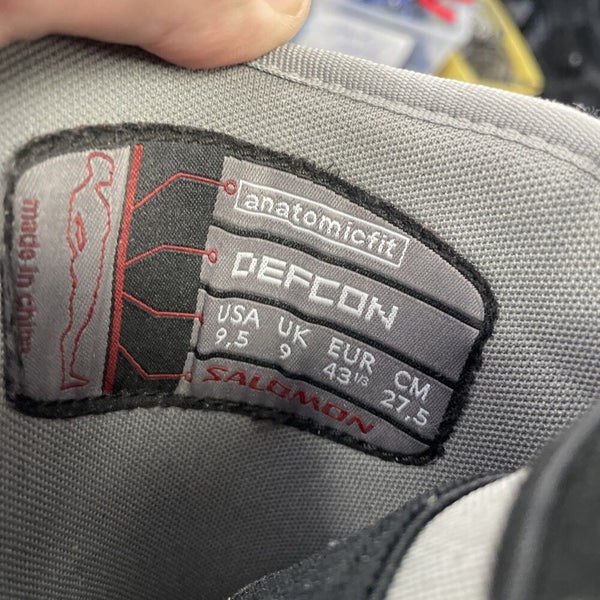 made in china
anatomicfit
DEFCON
USA UK EUR CM
9,5 9 43 1/3 27,5
SALOMON